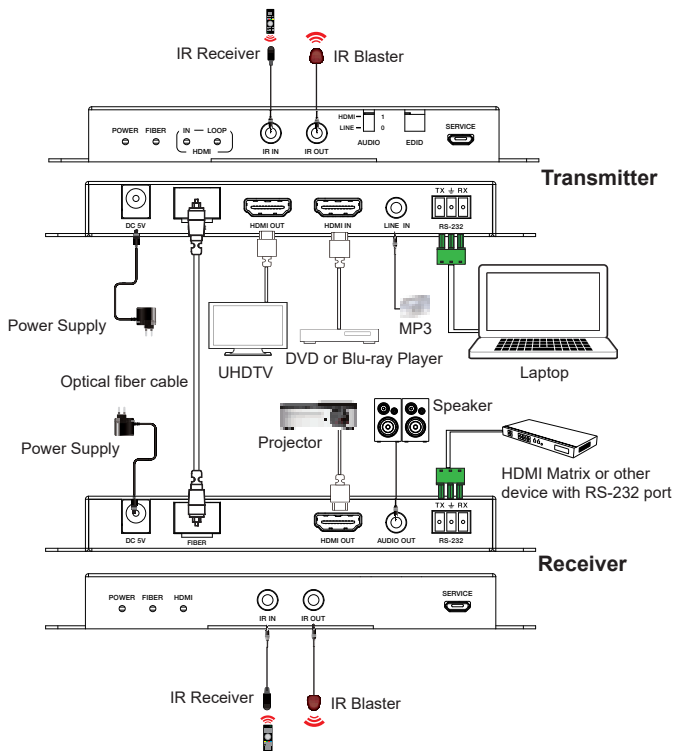 IR Receiver
IR Blaster
HDMI 1
LINE 0
POWER FIBER IN LOOP
HDMI
IR IN IR OUT AUDIO EDID
SERVICE
Transmitter
DC 5V
HDMI OUT HDMI IN LINE IN
TX RX
RS-232
Power Supply
UHDTV
DVD or Blu-ray Player
MP3
Laptop
Optical fiber cable
Power Supply
Projector
Speaker
HDMI Matrix or other
device with RS-232 port
DC 5V FIBER HDMI OUT AUDIO OUT
TX RX
RS-232
Receiver
POWER FIBER HDMI
IR IN IR OUT
SERVICE
IR Receiver
IR Blaster